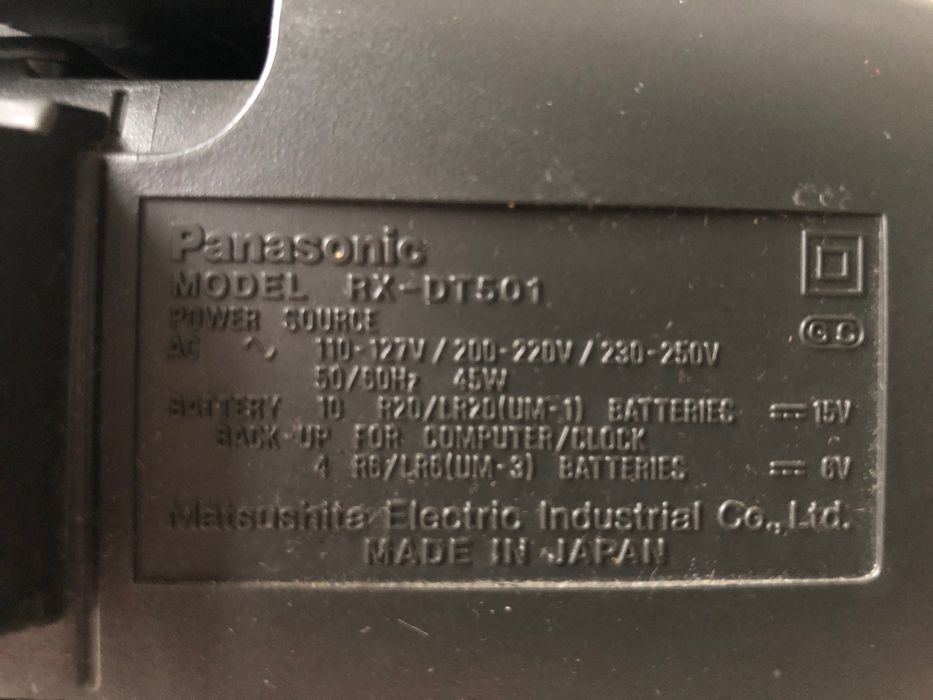 Panasonic
MODEL RX-DT501
POWER SOURCE
AC ∿ 110-127V / 200-220V / 230-250V
50/60Hz 45W
BATTERY 10 R20/LR20(UM-1) BATTERIES ⎓ 15V
BACK-UP FOR COMPUTER/CLOCK
4 R6/LR6(UM-3) BATTERIES ⎓ 6V
Matsushita Electric Industrial Co., Ltd.
MADE IN JAPAN